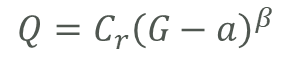 Q = C_r(G − a)^β